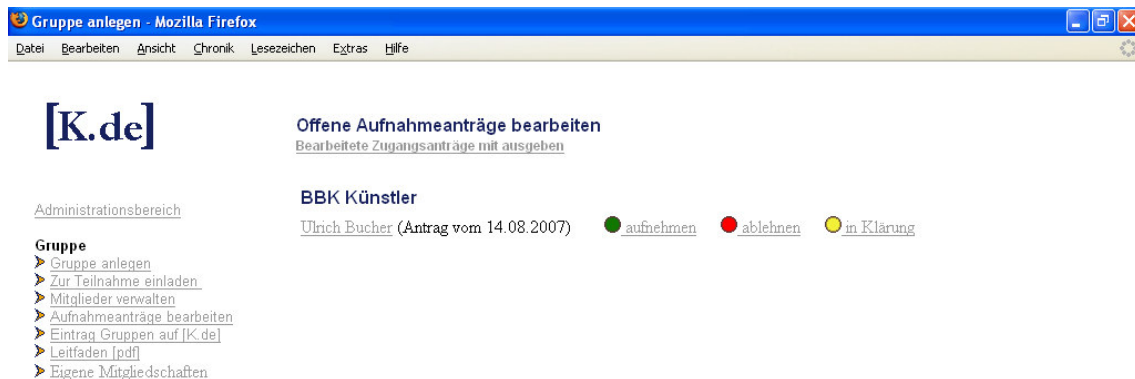 Gruppe anlegen - Mozilla Firefox
Datei Bearbeiten Ansicht Chronik Lesezeichen Extras Hilfe
[K.de]
Offene Aufnahmeanträge bearbeiten
Bearbeitete Zugangsanträge mit ausgeben
BBK Künstler
Ulrich Bucher (Antrag vom 14.08.2007) aufnehmen ablehnen in Klärung
Administrationsbereich
Gruppe
Gruppe anlegen
Zur Teilnahme einladen
Mitglieder verwalten
Aufnahmeanträge bearbeiten
Eintrag Gruppen auf [K.de]
Leitfaden [pdf]
Eigene Mitgliedschaften